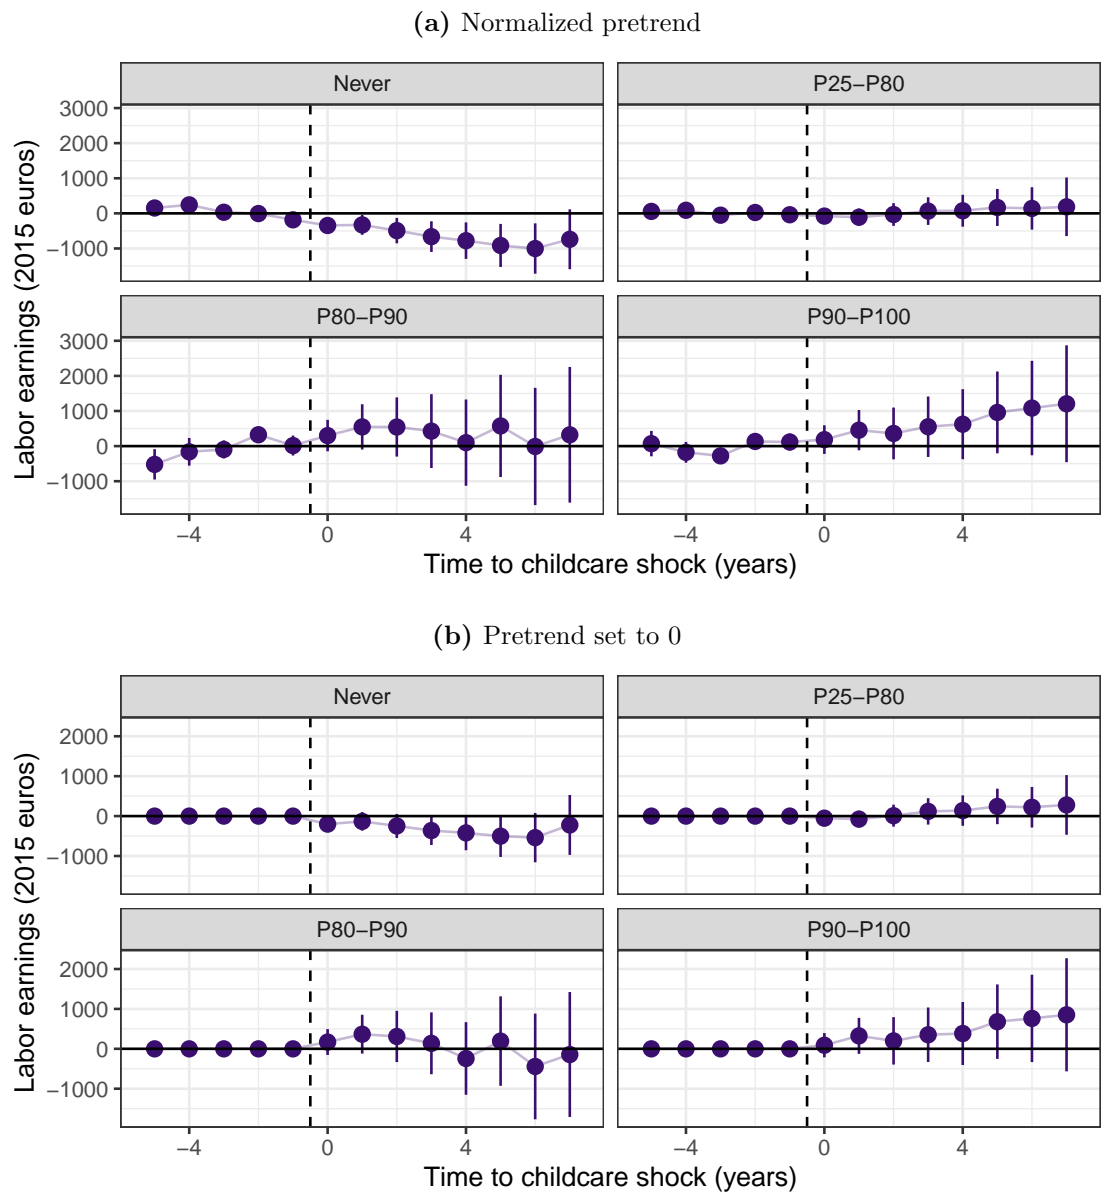 (a) Normalized pretrend
Never
P25−P80
3000
2000
1000
0
−1000
P80−P90
P90−P100
3000
2000
1000
0
−1000
Labor earnings (2015 euros)
−4
0
4
−4
0
4
Time to childcare shock (years)
(b) Pretrend set to 0
Never
P25−P80
2000
1000
0
−1000
P80−P90
P90−P100
2000
1000
0
−1000
Labor earnings (2015 euros)
−4
0
4
−4
0
4
Time to childcare shock (years)